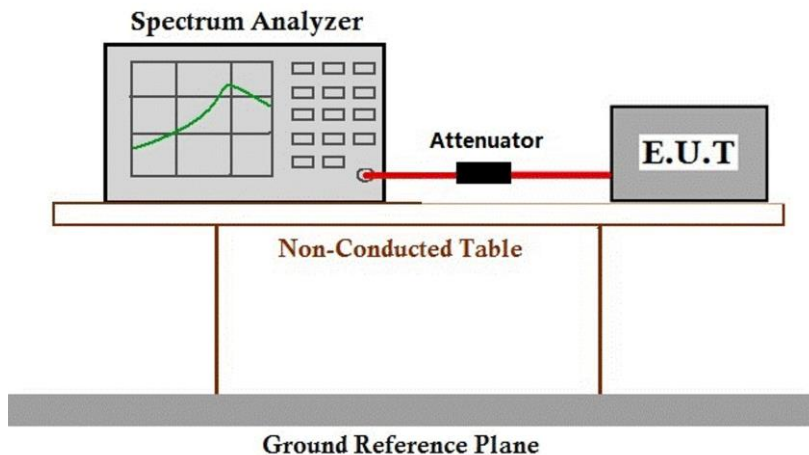 Spectrum Analyzer
Attenuator
E.U.T
Non-Conducted Table
Ground Reference Plane